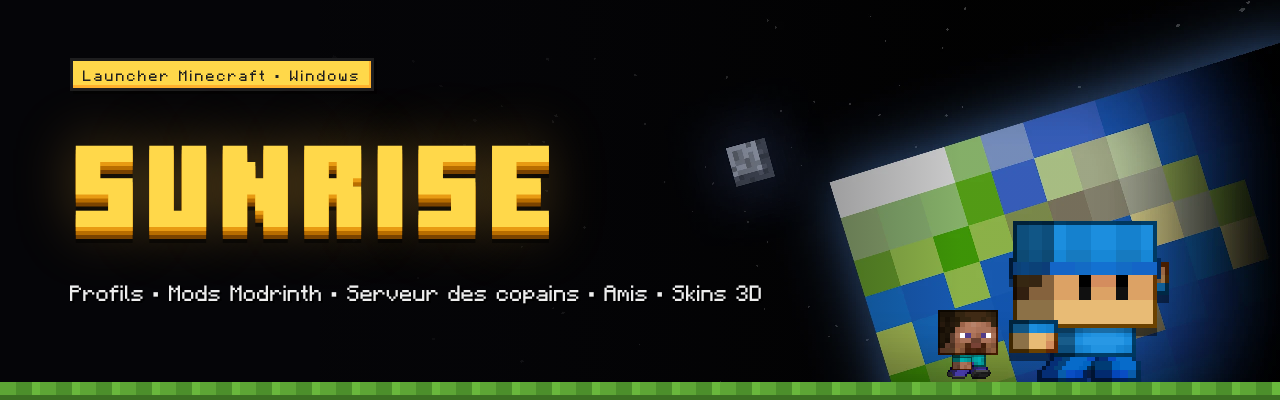 Launcher Minecraft • Windows
SUNRISE
Profils • Mods Modrinth • Serveur des copains • Amis • Skins 3D